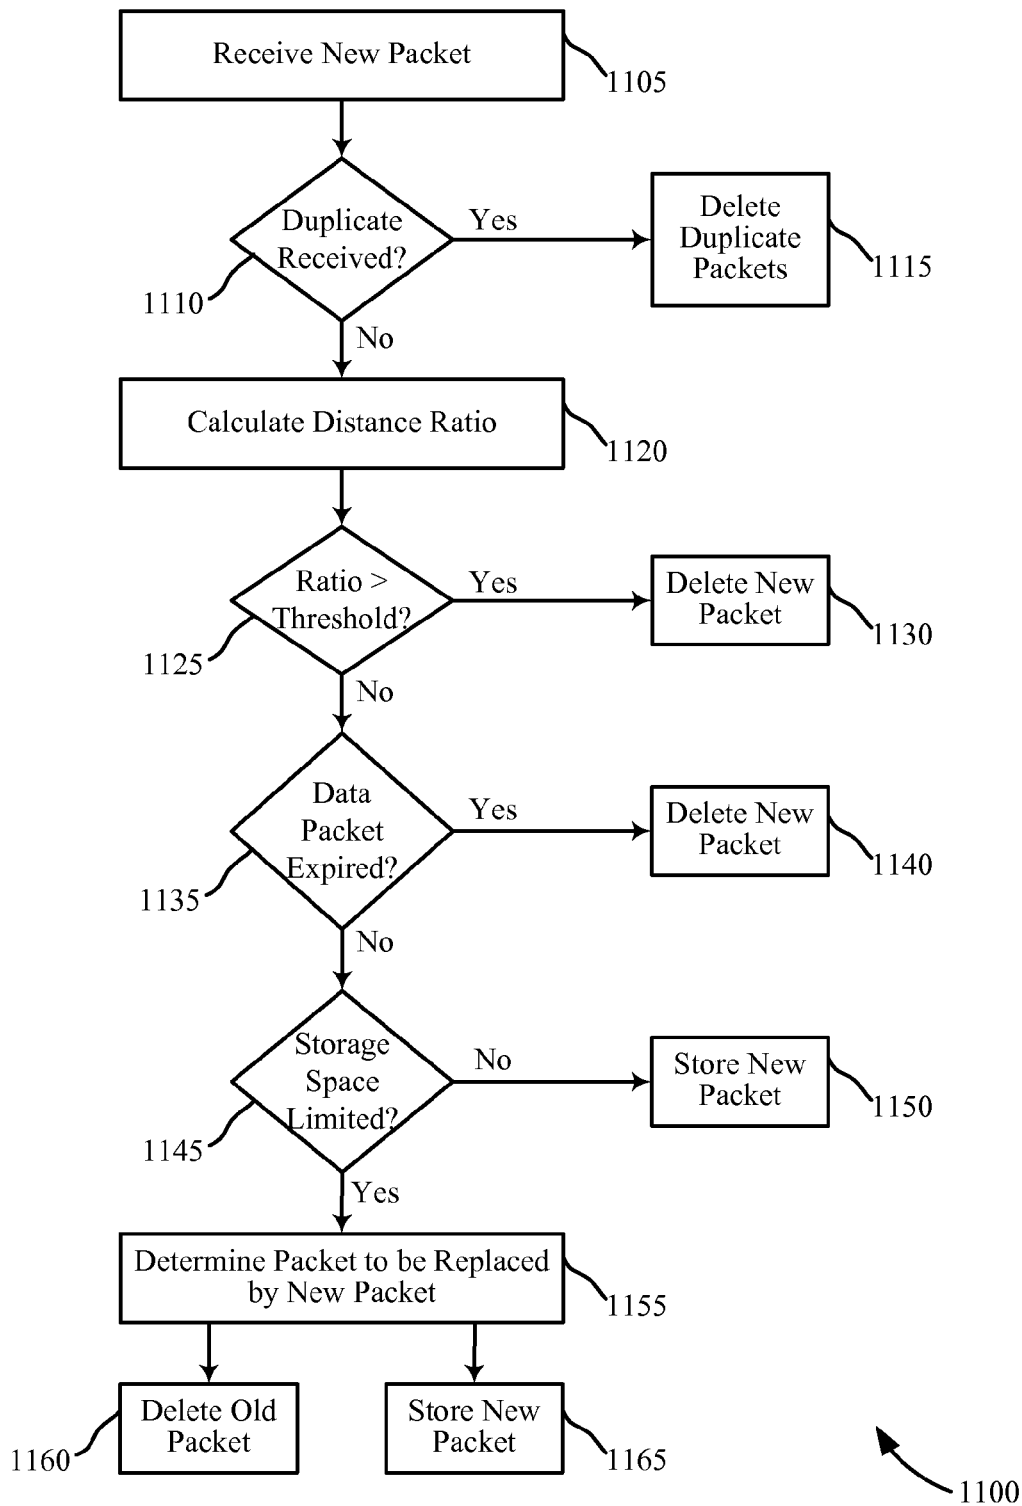 Receive New Packet
1105
Duplicate
Received?
1110
Yes
Delete
Duplicate
Packets
1115
No
Calculate Distance Ratio
1120
Ratio >
Threshold?
1125
Yes
Delete New
Packet
1130
No
Data
Packet
Expired?
1135
Yes
Delete New
Packet
1140
No
Storage
Space
Limited?
1145
No
Store New
Packet
1150
Yes
Determine Packet to be Replaced
by New Packet
1155
Delete Old
Packet
1160
Store New
Packet
1165
1100